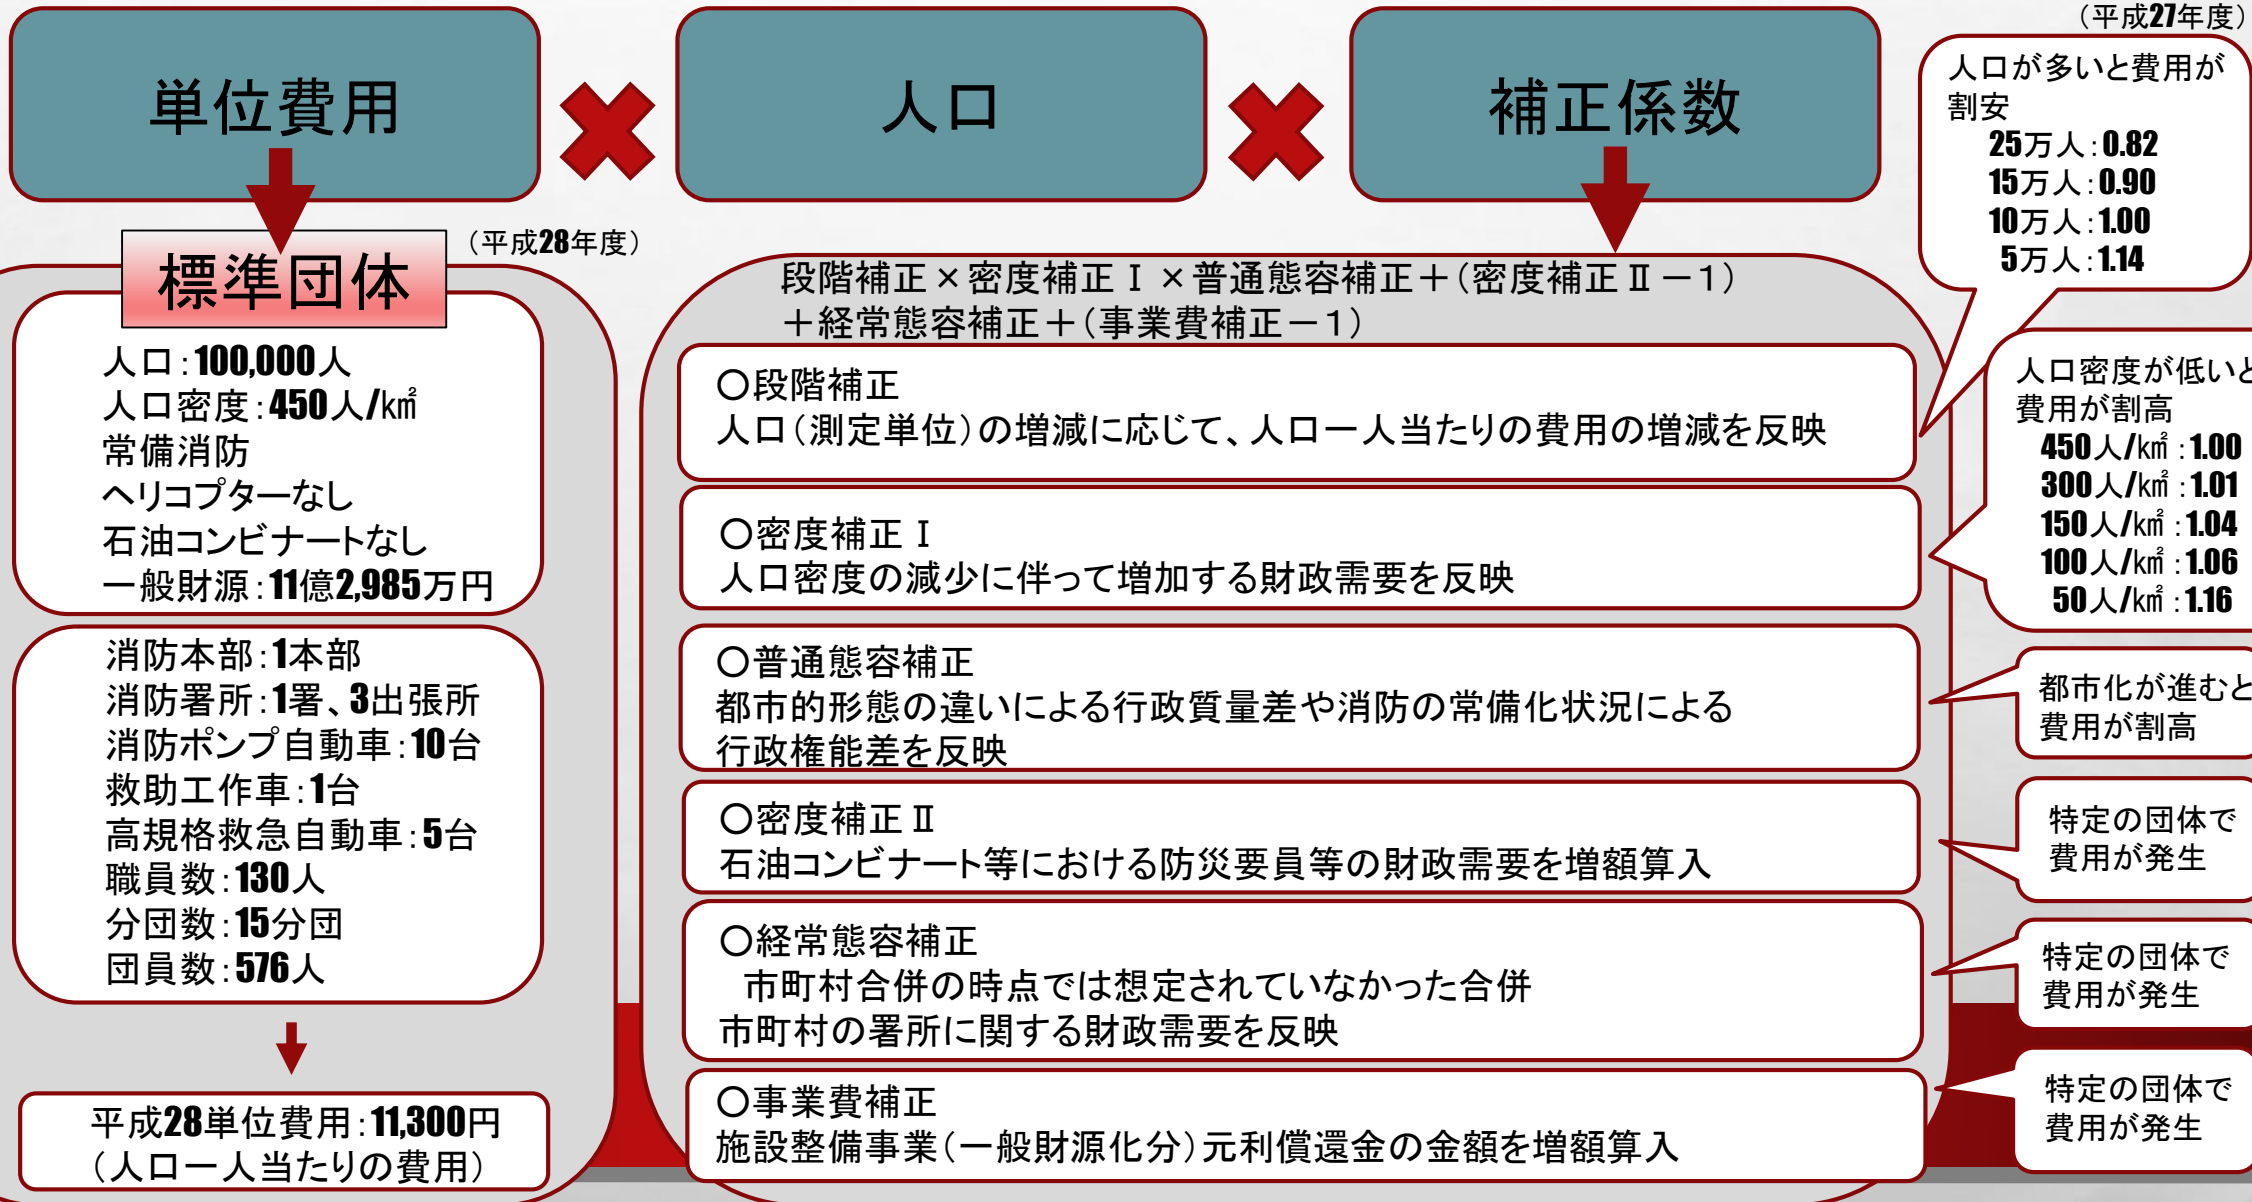 単位費用
人口
補正係数
(平成27年度)
人口が多いと費用が
割安
25万人:0.82
15万人:0.90
10万人:1.00
5万人:1.14
(平成28年度)
標準団体
人口:100,000人
人口密度:450人/㎢
常備消防
ヘリコプターなし
石油コンビナートなし
一般財源:11億2,985万円
消防本部:1本部
消防署所:1署、3出張所
消防ポンプ自動車:10台
救助工作車:1台
高規格救急自動車:5台
職員数:130人
分団数:15分団
団員数:576人
平成28単位費用:11,300円
(人口一人当たりの費用)
段階補正×密度補正Ⅰ×普通態容補正+(密度補正Ⅱ-1)
+経常態容補正+(事業費補正-1)
○段階補正
人口(測定単位)の増減に応じて、人口一人当たりの費用の増減を反映
○密度補正Ⅰ
人口密度の減少に伴って増加する財政需要を反映
人口密度が低いと
費用が割高
450人/㎢:1.00
300人/㎢:1.01
150人/㎢:1.04
100人/㎢:1.06
50人/㎢:1.16
○普通態容補正
都市的形態の違いによる行政質量差や消防の常備化状況による
行政権能差を反映
都市化が進むと
費用が割高
○密度補正Ⅱ
石油コンビナート等における防災要員等の財政需要を増額算入
特定の団体で
費用が発生
○経常態容補正
市町村合併の時点では想定されていなかった合併
市町村の署所に関する財政需要を反映
特定の団体で
費用が発生
○事業費補正
施設整備事業(一般財源化分)元利償還金の金額を増額算入
特定の団体で
費用が発生